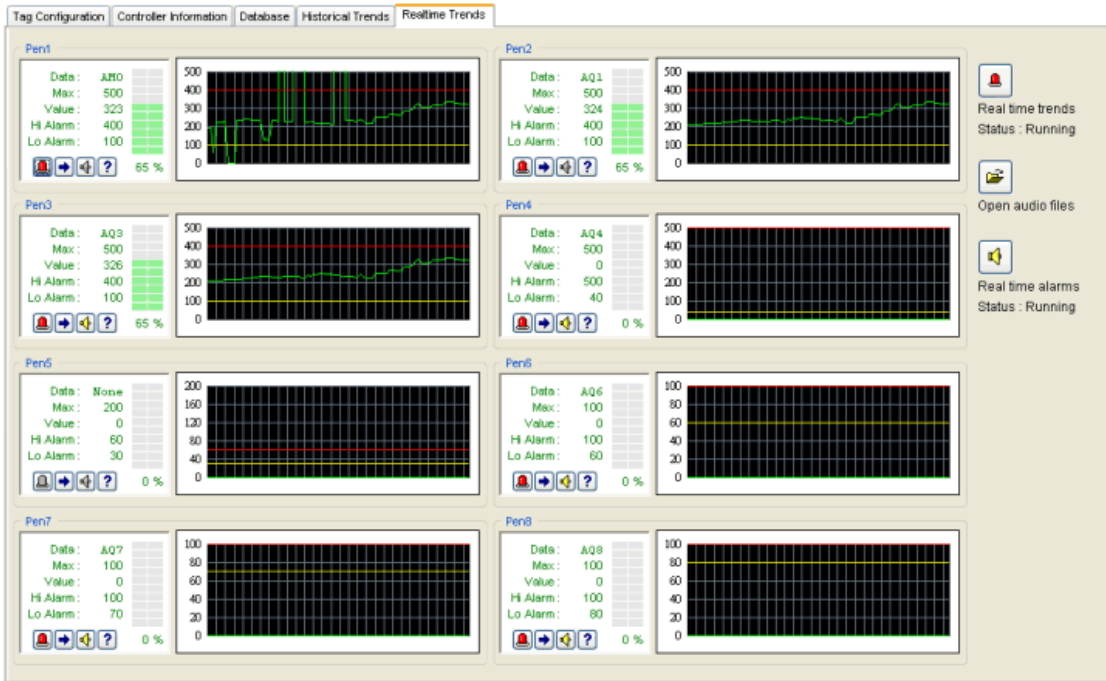 Tag Configuration Controller Information Database Historical Trends Realtime Trends
Pen1
Data : AM0
Max : 500
Value : 323
Hi Alarm : 400
Lo Alarm : 100
65 %
500
400
300
200
100
0
Pen2
Data : AQ1
Max : 500
Value : 324
Hi Alarm : 400
Lo Alarm : 100
65 %
500
400
300
200
100
0
Real time trends
Status : Running
Open audio files
Real time alarms
Status : Running
Pen3
Data : AQ3
Max : 500
Value : 326
Hi Alarm : 400
Lo Alarm : 100
65 %
500
400
300
200
100
0
Pen4
Data : AQ4
Max : 500
Value : 0
Hi Alarm : 500
Lo Alarm : 40
0 %
500
400
300
200
100
0
Pen5
Data : None
Max : 200
Value : 0
Hi Alarm : 60
Lo Alarm : 30
0 %
200
160
120
80
40
0
Pen6
Data : AQ6
Max : 100
Value : 0
Hi Alarm : 100
Lo Alarm : 60
0 %
100
80
60
40
20
0
Pen7
Data : AQ7
Max : 100
Value : 0
Hi Alarm : 100
Lo Alarm : 70
0 %
100
80
60
40
20
0
Pen8
Data : AQ8
Max : 100
Value : 0
Hi Alarm : 100
Lo Alarm : 80
0 %
100
80
60
40
20
0